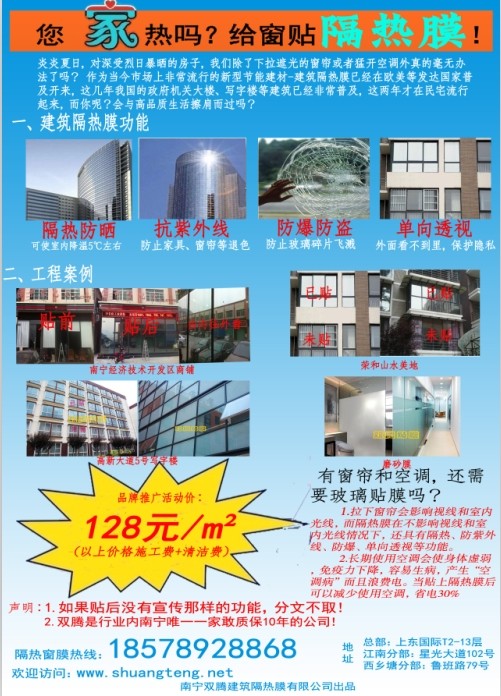 您家热吗？给窗贴隔热膜！
炎炎夏日，对深受烈日暴晒的房子，我们除了下拉遮光的窗帘或者猛开空调外真的毫无办
法了吗？ 作为当今市场上非常流行的新型节能建材-建筑隔热膜已经在欧美等发达国家普
及开来，这几年我国的政府机关大楼、写字楼等建筑已经非常普及，这两年才在民宅流行
起来，而你呢？会与高品质生活擦肩而过吗？
一、建筑隔热膜功能
隔热防晒
可使室内降温5℃左右
抗紫外线
防止家具、窗帘等退色
防爆防盗
防止玻璃碎片飞溅
单向透视
外面看不到里，保护隐私
二、工程案例
贴前
贴后
南宁经济技术开发区商铺
已贴
已贴
未贴
未贴
荣和山水美地
高新大道5号写字楼
磨砂膜
品牌推广活动价：
128元/m²
（以上价格施工费+清洁费）
有窗帘和空调，还需
要玻璃贴膜吗？
1.拉下窗帘会影响视线和室内
光线，而隔热膜在不影响视线和室
内光线情况下，还具有隔热、防紫外
线、防爆、单向透视等功能。
2.长期使用空调会使身体虚弱
，免疫力下降，容易生病，产生“空
调病”而且浪费电。当贴上隔热膜后
可以减少使用空调，省电30%
声明：1.如果贴后没有宣传那样的功能，分文不取！
2.双腾是行业内南宁唯一一家敢质保10年的公司！
隔热窗膜热线：18578928868
欢迎访问：www.shuangteng.net
地址
总部：上东国际T2-13层
江南分部：星光大道102号
西乡塘分部：鲁班路79号
南宁双腾建筑隔热膜有限公司出品